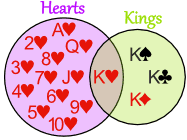 Hearts
Kings
A♥
2♥ Q♥
3♥ 8♥
7♥ J♥ K♥
4♥ 9♥
6♥
5♥
10♥
K♠
K♣
K♦